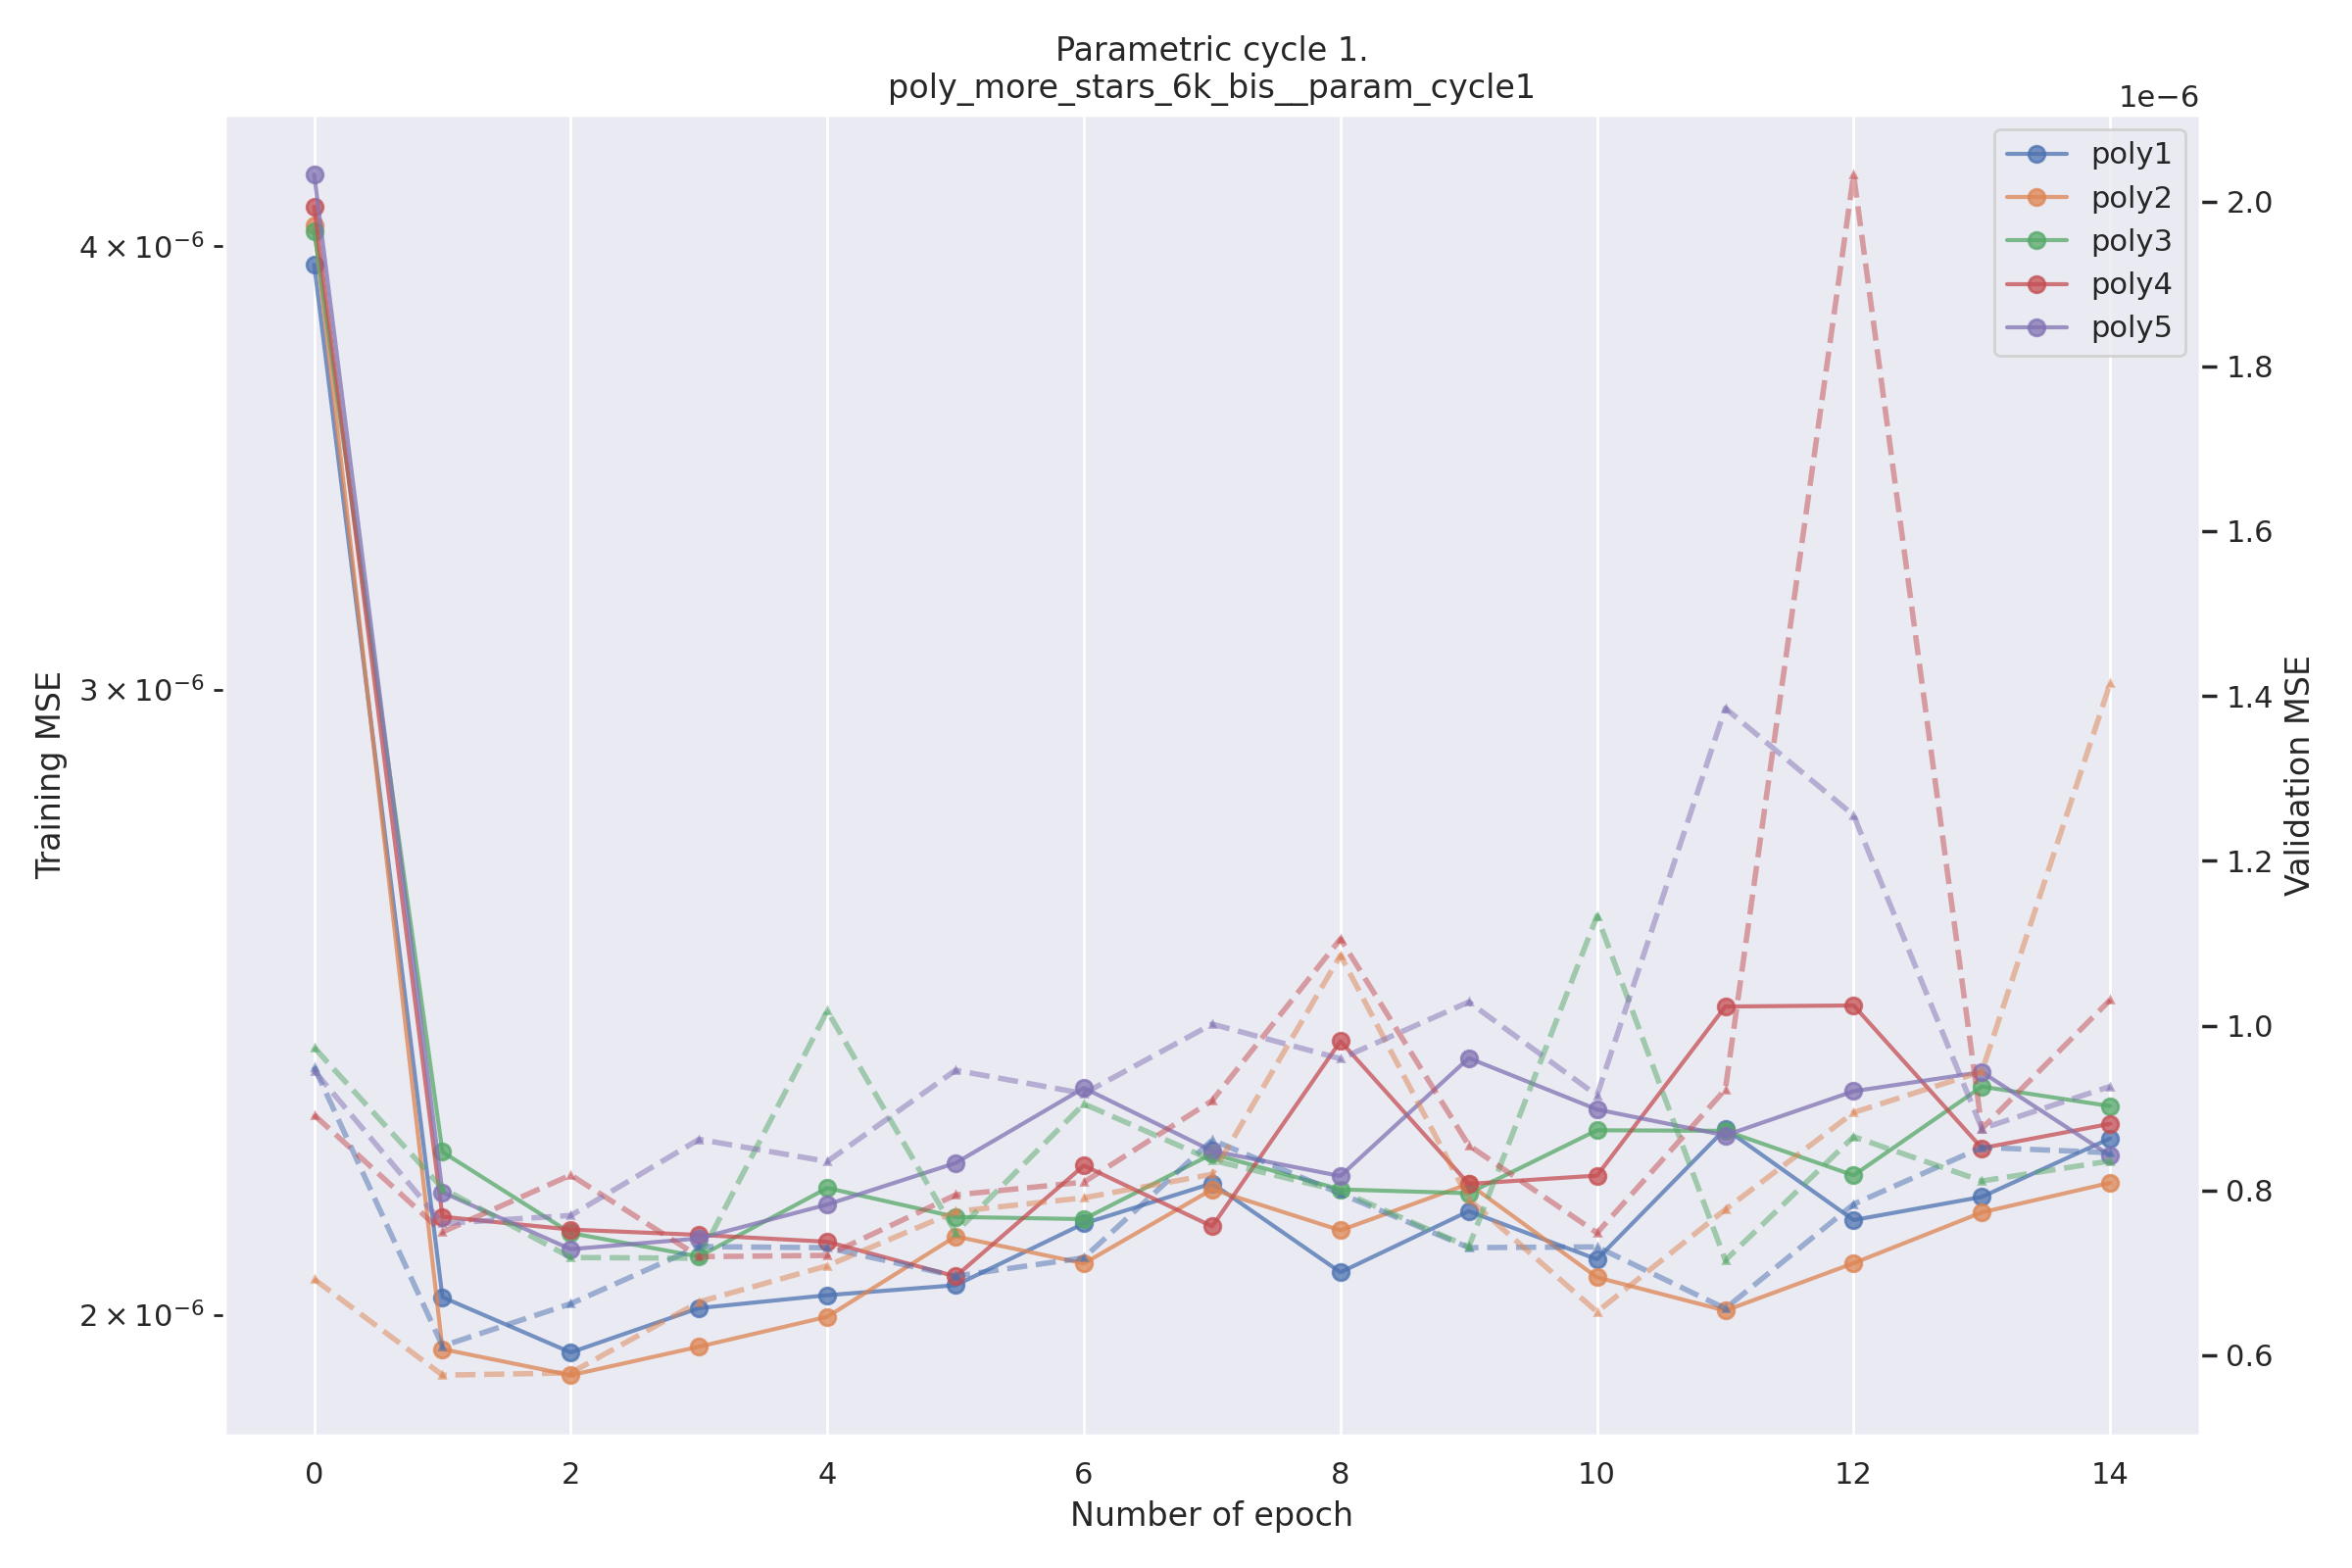 Parametric cycle 1.
poly_more_stars_6k_bis__param_cycle1
1e−6
poly1
poly2
poly3
poly4
poly5
4 × 10⁻⁶
3 × 10⁻⁶
2 × 10⁻⁶
Training MSE
2.0
1.8
1.6
1.4
1.2
1.0
0.8
0.6
Validation MSE
0 2 4 6 8 10 12 14
Number of epoch